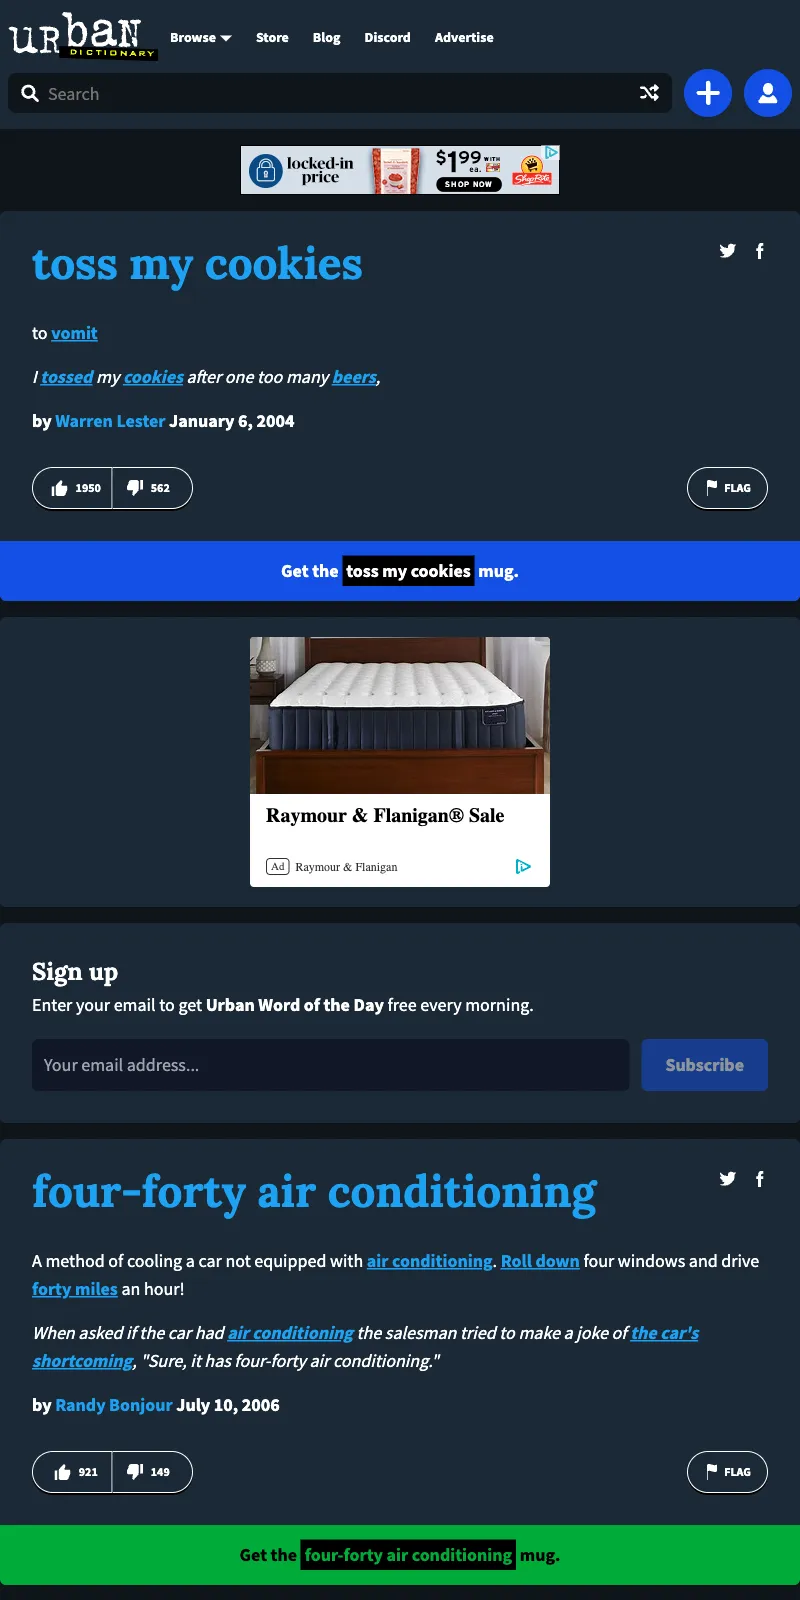 urban
DICTIONARY
Browse
Store
Blog
Discord
Advertise
Search
locked-in
price
$1.99 WITH
ea.
SHOP NOW
ShopRite
toss my cookies
to vomit
I tossed my cookies after one too many beers,
by Warren Lester January 6, 2004
1950
562
FLAG
Get the toss my cookies mug.
Raymour & Flanigan® Sale
Ad
Raymour & Flanigan
Sign up
Enter your email to get Urban Word of the Day free every morning.
Your email address...
Subscribe
four-forty air conditioning
A method of cooling a car not equipped with air conditioning. Roll down four windows and drive
forty miles an hour!
When asked if the car had air conditioning the salesman tried to make a joke of the car's
shortcoming, "Sure, it has four-forty air conditioning."
by Randy Bonjour July 10, 2006
921
149
FLAG
Get the four-forty air conditioning mug.